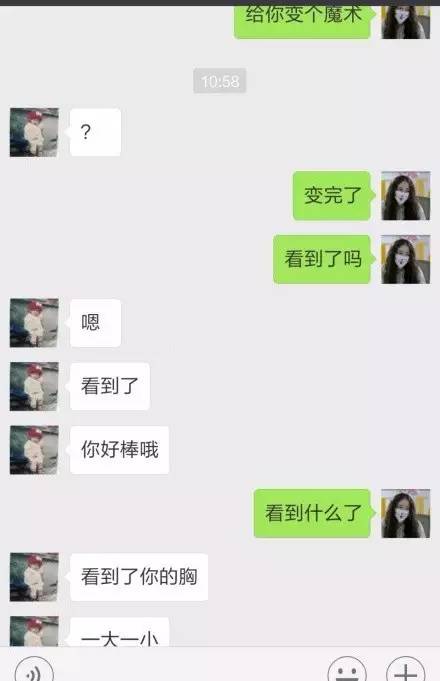 给你变个魔术
10:58
?
变完了
看到了吗
嗯
看到了
你好棒哦
看到什么了
看到了你的胸
一大一小